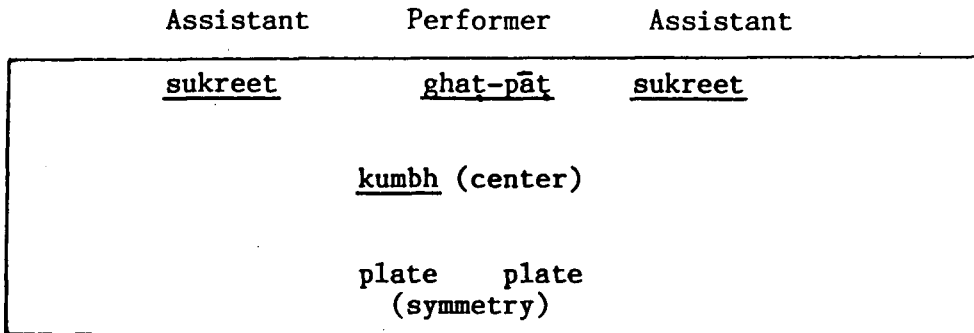 Assistant Performer Assistant
sukreet ghaṭ-pāṭ sukreet
kumbh (center)
plate plate
(symmetry)